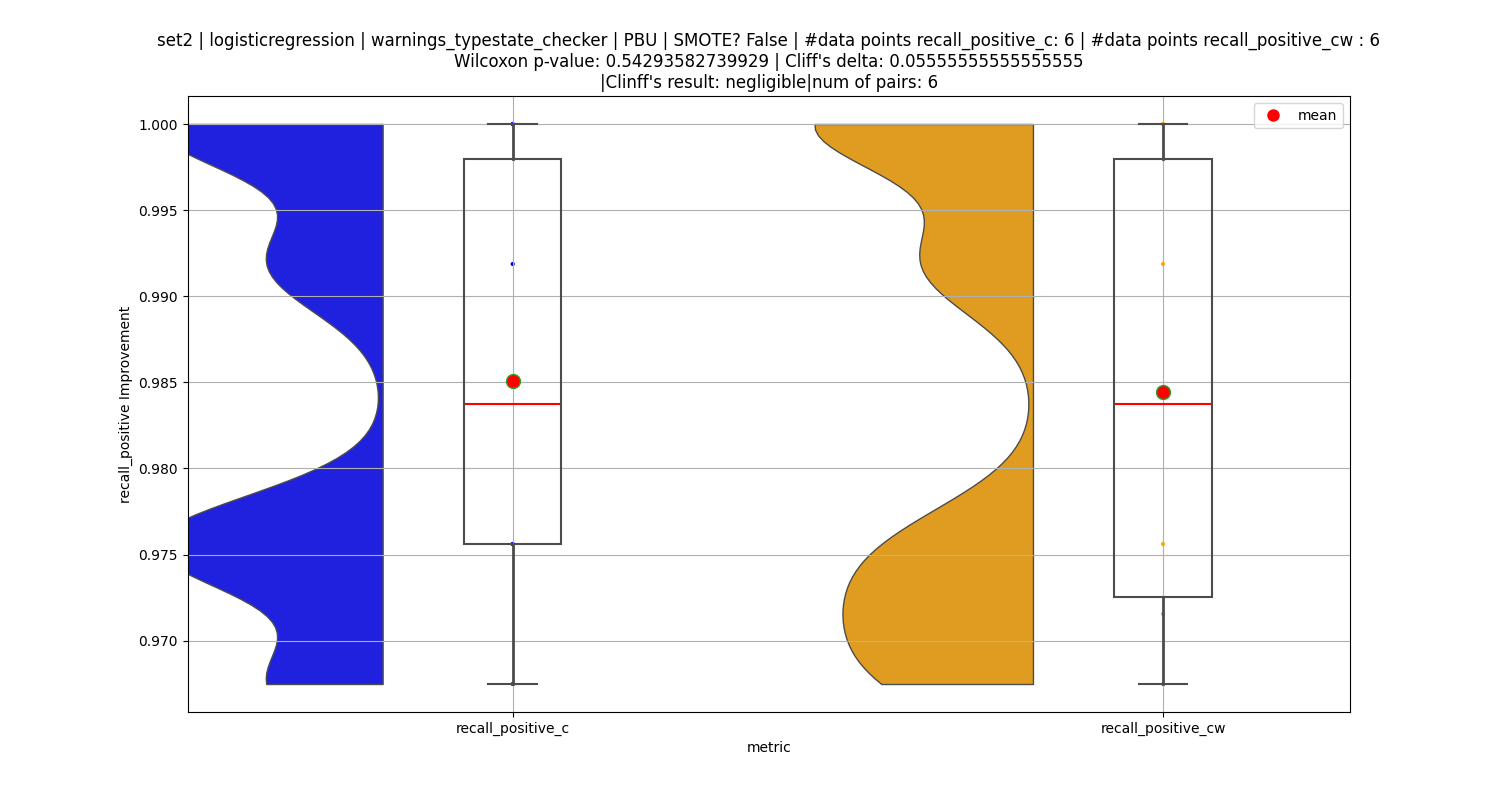 set2 | logisticregression | warnings_typestate_checker | PBU | SMOTE? False | #data points recall_positive_c: 6 | #data points recall_positive_cw : 6
Wilcoxon p-value: 0.54293582739929 | Cliff's delta: 0.05555555555555555
|Clinff's result: negligible|num of pairs: 6
mean
1.000
0.995
0.990
0.985
0.980
0.975
0.970
recall_positive Improvement
recall_positive_c
recall_positive_cw
metric